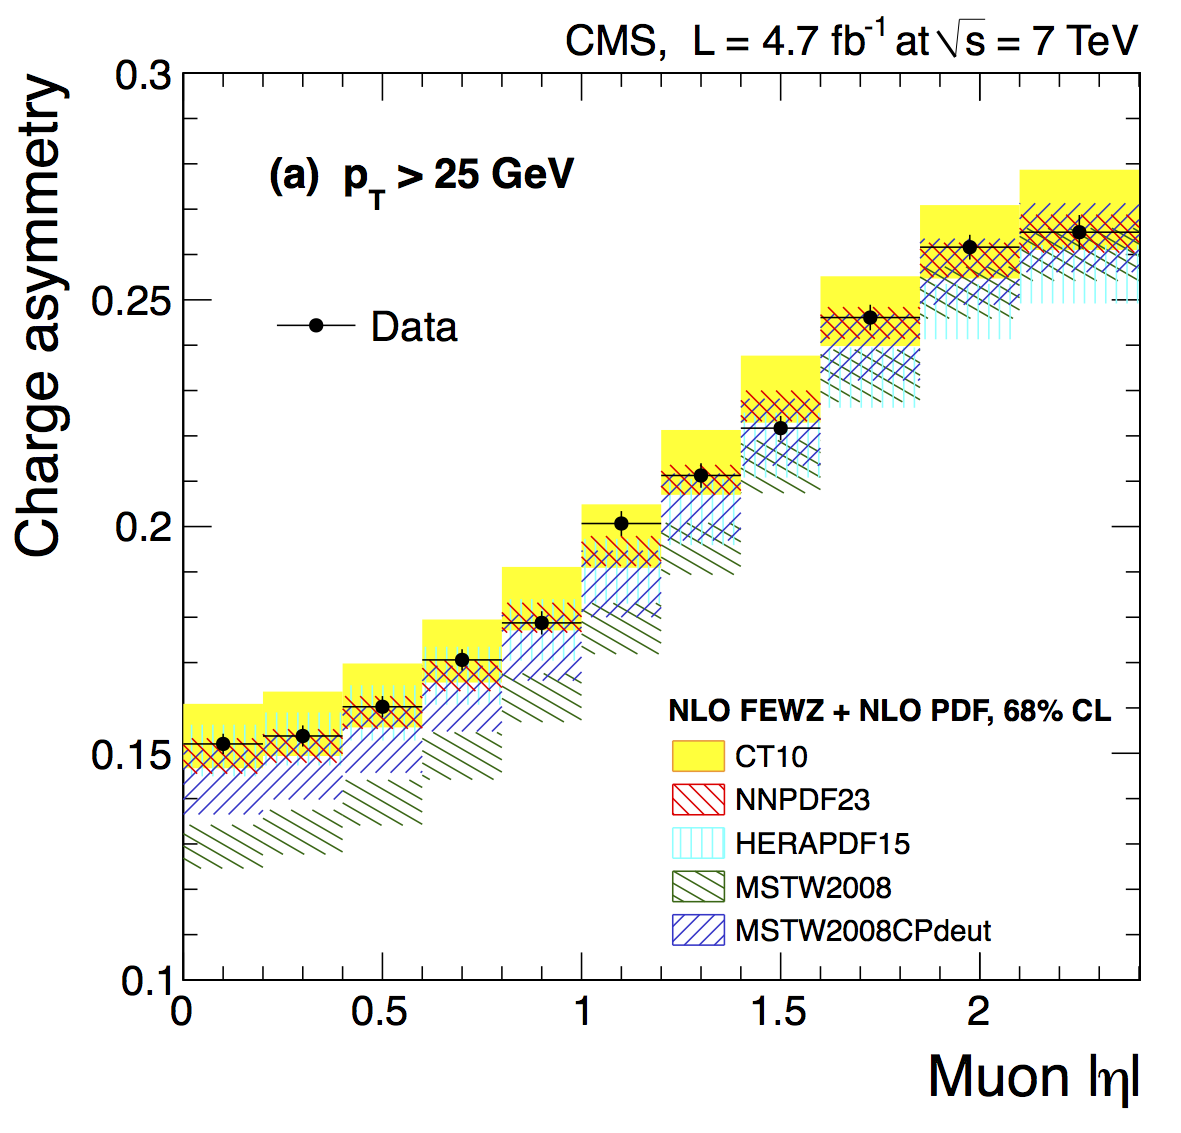 CMS, L = 4.7 fb⁻¹ at √s = 7 TeV
Charge asymmetry
0.3
0.25
0.2
0.15
0.1
(a) pT > 25 GeV
Data
NLO FEWZ + NLO PDF, 68% CL
CT10
NNPDF23
HERAPDF15
MSTW2008
MSTW2008CPdeut
0 0.5 1 1.5 2
Muon |η|